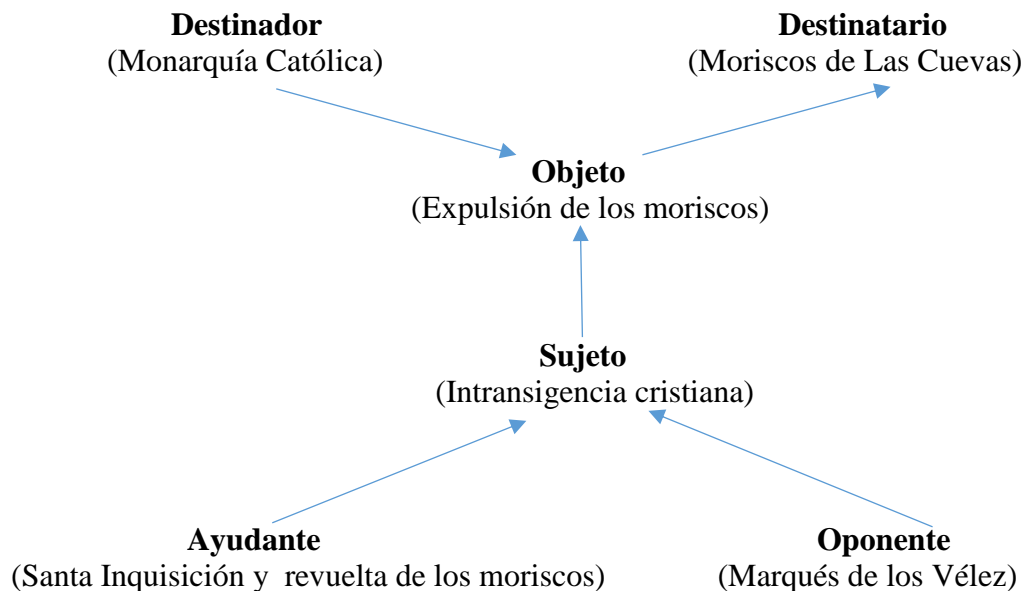 Destinador
(Monarquía Católica)
Destinatario
(Moriscos de Las Cuevas)
Objeto
(Expulsión de los moriscos)
Sujeto
(Intransigencia cristiana)
Ayudante
(Santa Inquisición y  revuelta de los moriscos)
Oponente
(Marqués de los Vélez)